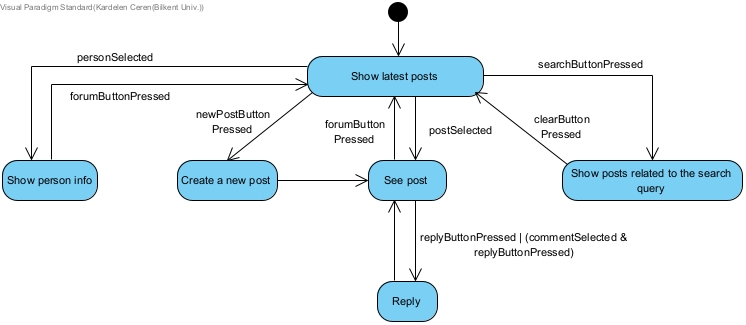 Visual Paradigm Standard(Kardelen Ceren(Bilkent Univ.))
personSelected
Show latest posts
searchButtonPressed
forumButtonPressed
newPostButton
Pressed
forumButton
Pressed
postSelected
clearButton
Pressed
Show person info
Create a new post
See post
Show posts related to the search
query
replyButtonPressed | (commentSelected &
replyButtonPressed)
Reply